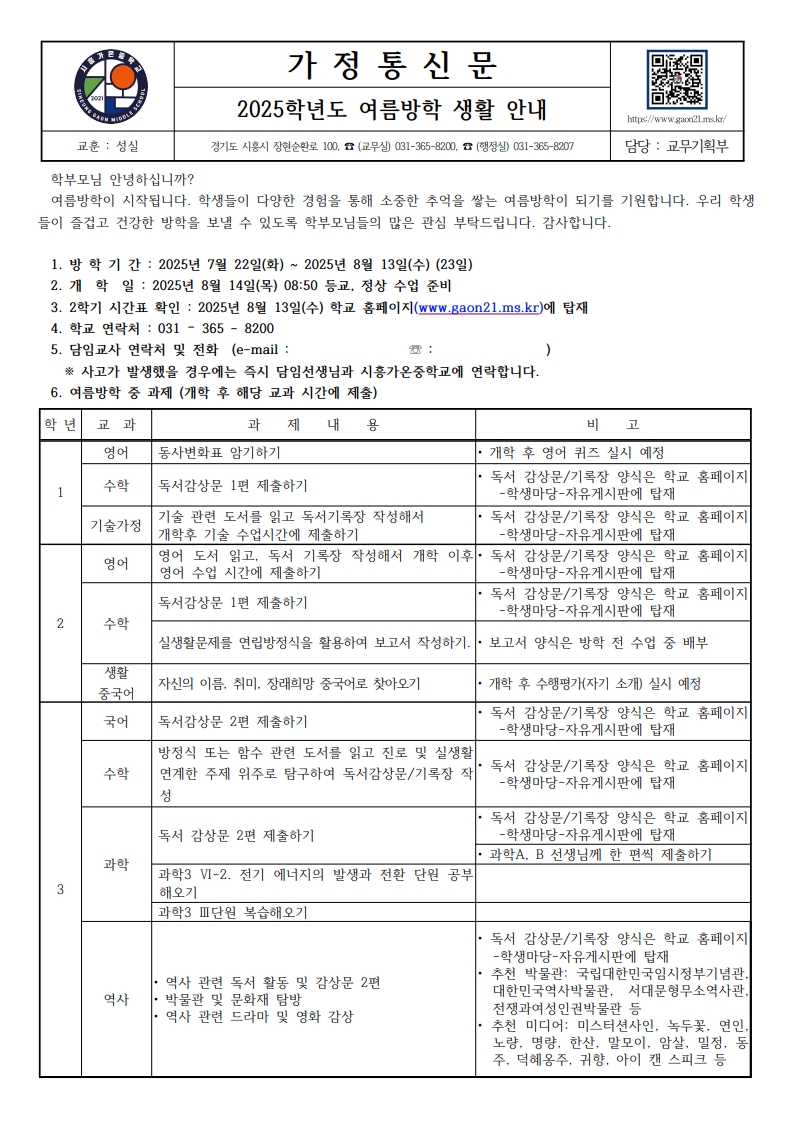 시흥가온중학교
2021
SIHEUNG GAON MIDDLE SCHOOL
가 정 통 신 문
2025학년도 여름방학 생활 안내
https://www.gaon21.ms.kr/
교훈 : 성실
경기도 시흥시 장현순환로 100, ☎ (교무실) 031-365-8200, ☎ (행정실) 031-365-8207
담당 : 교무기획부
학부모님 안녕하십니까?
여름방학이 시작됩니다. 학생들이 다양한 경험을 통해 소중한 추억을 쌓는 여름방학이 되기를 기원합니다. 우리 학생
들이 즐겁고 건강한 방학을 보낼 수 있도록 학부모님들의 많은 관심 부탁드립니다. 감사합니다.
1. 방 학 기 간 : 2025년 7월 22일(화) ~ 2025년 8월 13일(수) (23일)
2. 개 학 일 : 2025년 8월 14일(목) 08:50 등교, 정상 수업 준비
3. 2학기 시간표 확인 : 2025년 8월 13일(수) 학교 홈페이지(www.gaon21.ms.kr)에 탑재
4. 학교 연락처 : 031 - 365 - 8200
5. 담임교사 연락처 및 전화 (e-mail : ☏ : )
※ 사고가 발생했을 경우에는 즉시 담임선생님과 시흥가온중학교에 연락합니다.
6. 여름방학 중 과제 (개학 후 해당 교과 시간에 제출)
학 년 교 과 과 제 내 용 비 고
1
영어
동사변화표 암기하기
• 개학 후 영어 퀴즈 실시 예정
수학
독서감상문 1편 제출하기
• 독서 감상문/기록장 양식은 학교 홈페이지
-학생마당-자유게시판에 탑재
기술가정
기술 관련 도서를 읽고 독서기록장 작성해서
개학후 기술 수업시간에 제출하기
• 독서 감상문/기록장 양식은 학교 홈페이지
-학생마당-자유게시판에 탑재
2
영어
영어 도서 읽고, 독서 기록장 작성해서 개학 이후
영어 수업 시간에 제출하기
• 독서 감상문/기록장 양식은 학교 홈페이지
-학생마당-자유게시판에 탑재
수학
독서감상문 1편 제출하기
• 독서 감상문/기록장 양식은 학교 홈페이지
-학생마당-자유게시판에 탑재
실생활문제를 연립방정식을 활용하여 보고서 작성하기.
• 보고서 양식은 방학 전 수업 중 배부
생활
중국어
자신의 이름, 취미, 장래희망 중국어로 찾아오기
• 개학 후 수행평가(자기 소개) 실시 예정
3
국어
독서감상문 2편 제출하기
• 독서 감상문/기록장 양식은 학교 홈페이지
-학생마당-자유게시판에 탑재
수학
방정식 또는 함수 관련 도서를 읽고 진로 및 실생활
연계한 주제 위주로 탐구하여 독서감상문/기록장 작
성
• 독서 감상문/기록장 양식은 학교 홈페이지
-학생마당-자유게시판에 탑재
과학
독서 감상문 2편 제출하기
• 독서 감상문/기록장 양식은 학교 홈페이지
-학생마당-자유게시판에 탑재
• 과학A, B 선생님께 한 편씩 제출하기
과학3 Ⅵ-2. 전기 에너지의 발생과 전환 단원 공부
해오기
과학3 Ⅲ단원 복습해오기
역사
• 역사 관련 독서 활동 및 감상문 2편
• 박물관 및 문화재 탐방
• 역사 관련 드라마 및 영화 감상
• 독서 감상문/기록장 양식은 학교 홈페이지
-학생마당-자유게시판에 탑재
• 추천 박물관: 국립대한민국임시정부기념관,
대한민국역사박물관, 서대문형무소역사관,
전쟁과여성인권박물관 등
• 추천 미디어: 미스터션사인, 녹두꽃, 연인,
노량, 명량, 한산, 말모이, 암살, 밀정, 동
주, 덕혜옹주, 귀향, 아이 캔 스피크 등